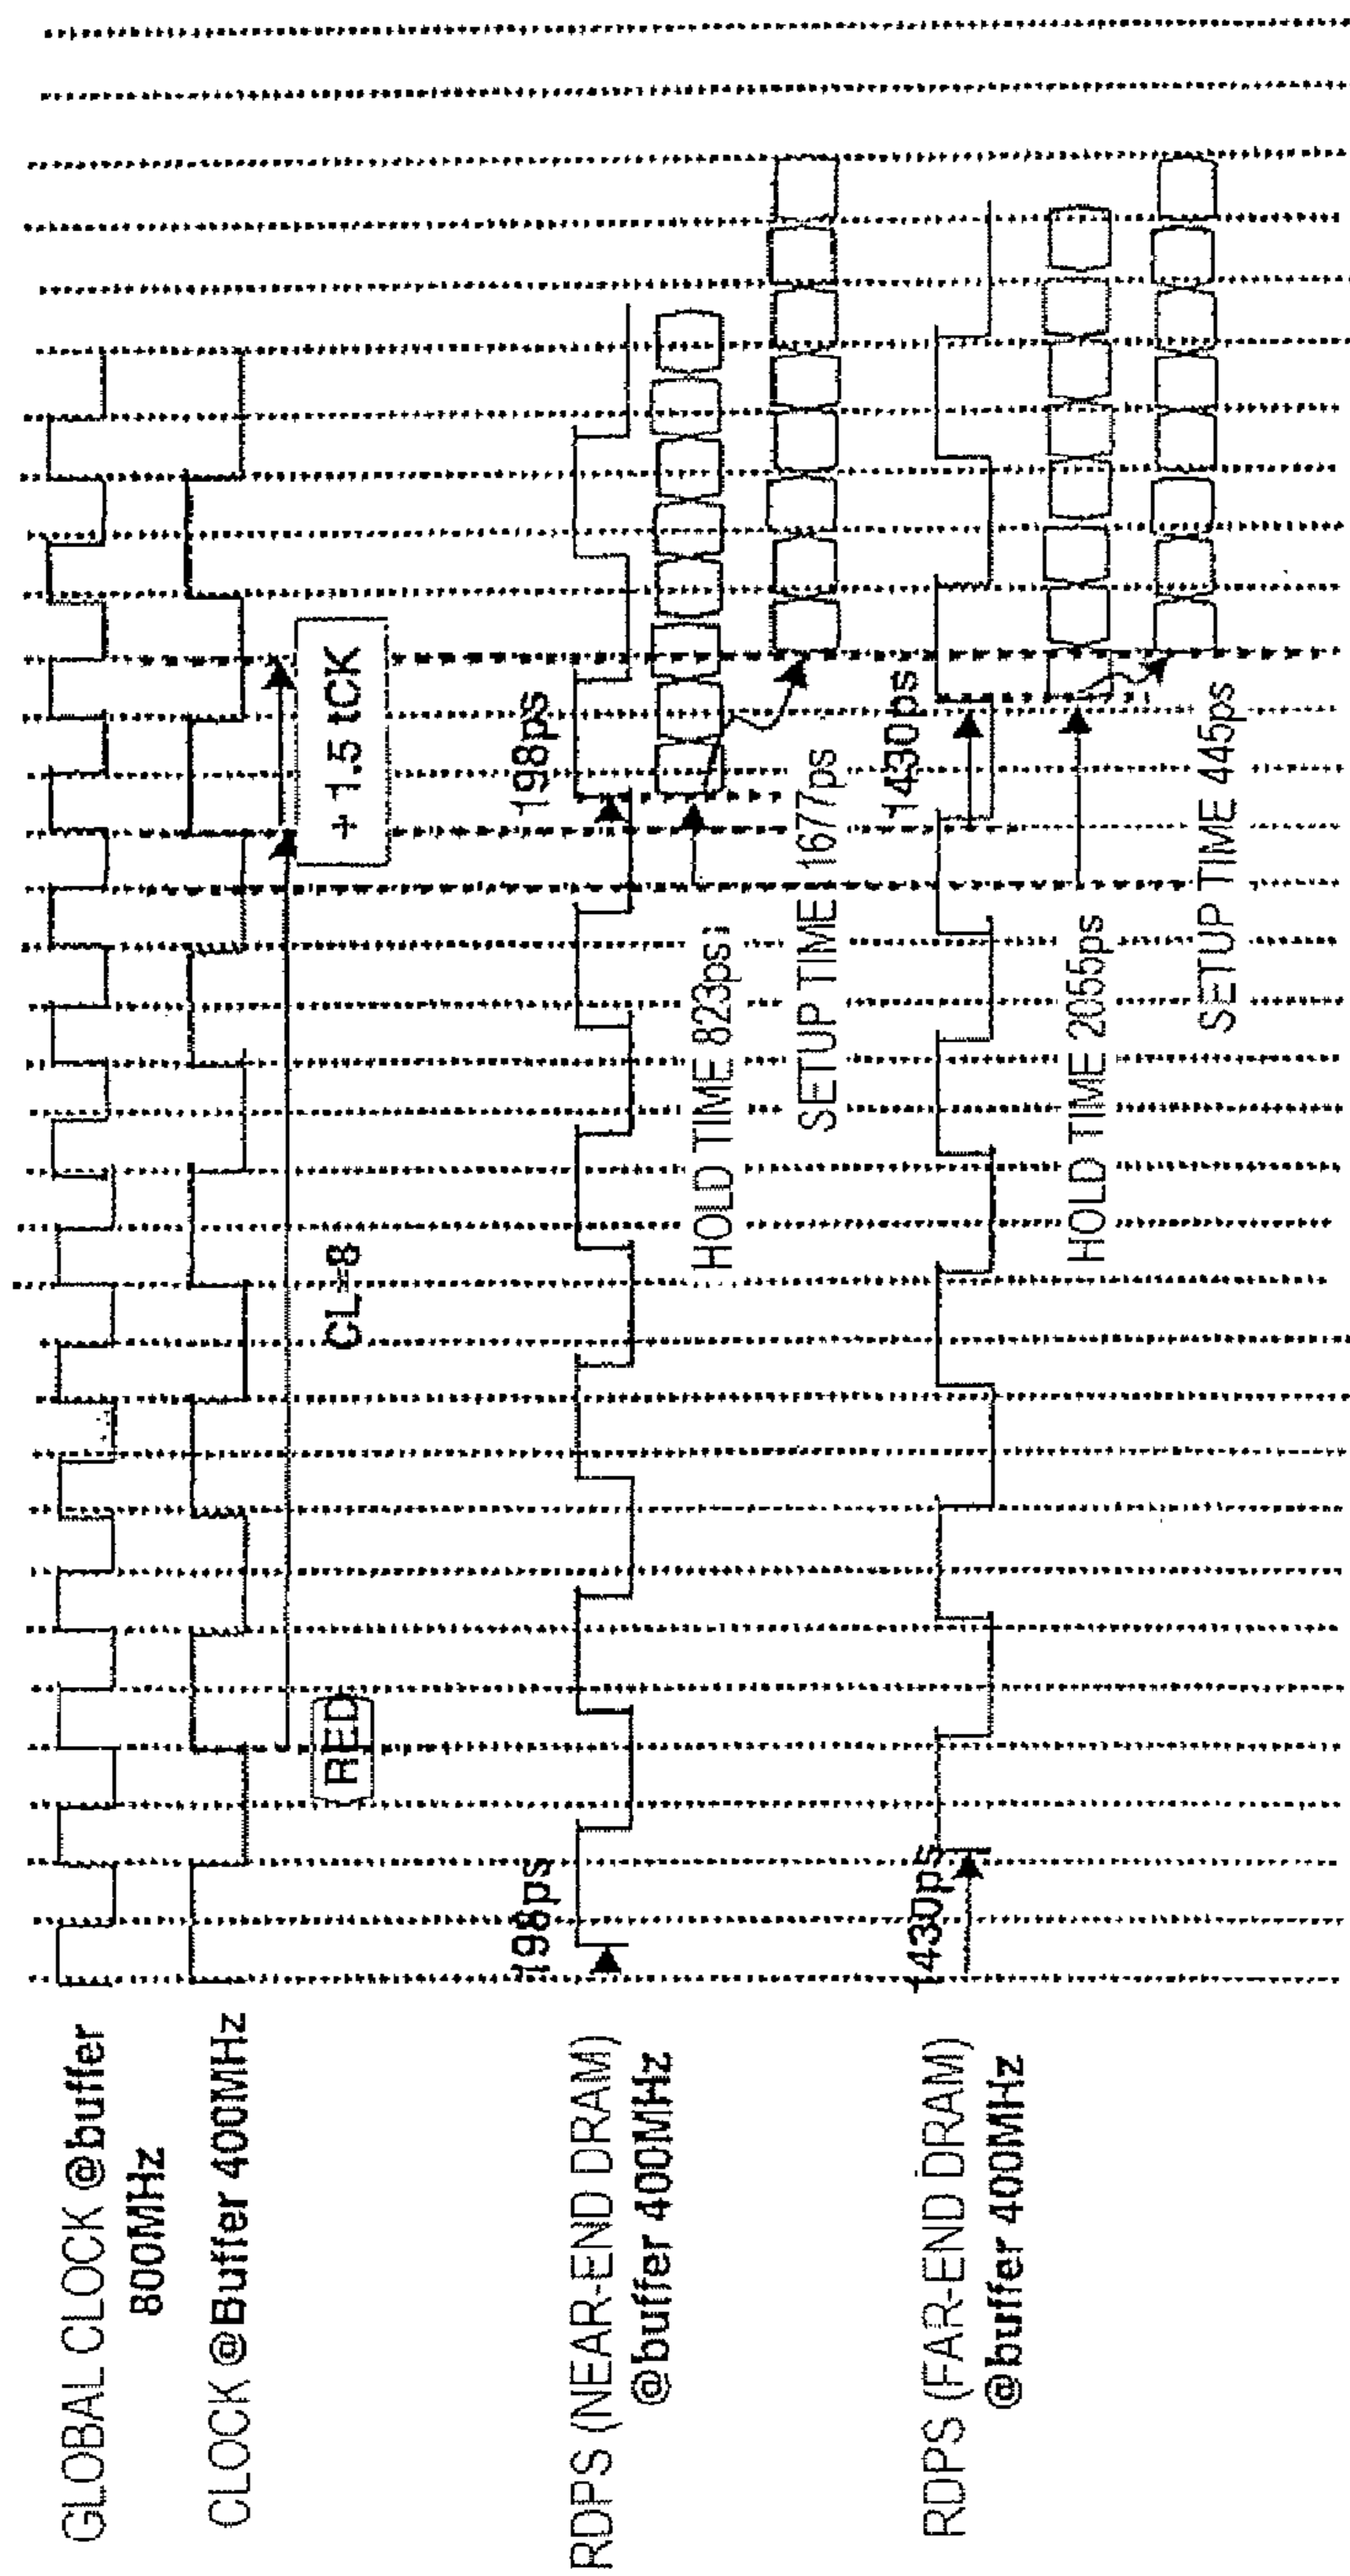 GLOBAL CLOCK @buffer
800MHz
CLOCK @Buffer 400MHz
RED
CL=8
+1.5 tCK
RDPS (NEAR-END DRAM)
@buffer 400MHz
198ps
198ps
HOLD TIME 823ps
SETUP TIME 1677ps
RDPS (FAR-END DRAM)
@buffer 400MHz
1430ps
1430ps
HOLD TIME 2055ps
SETUP TIME 445ps